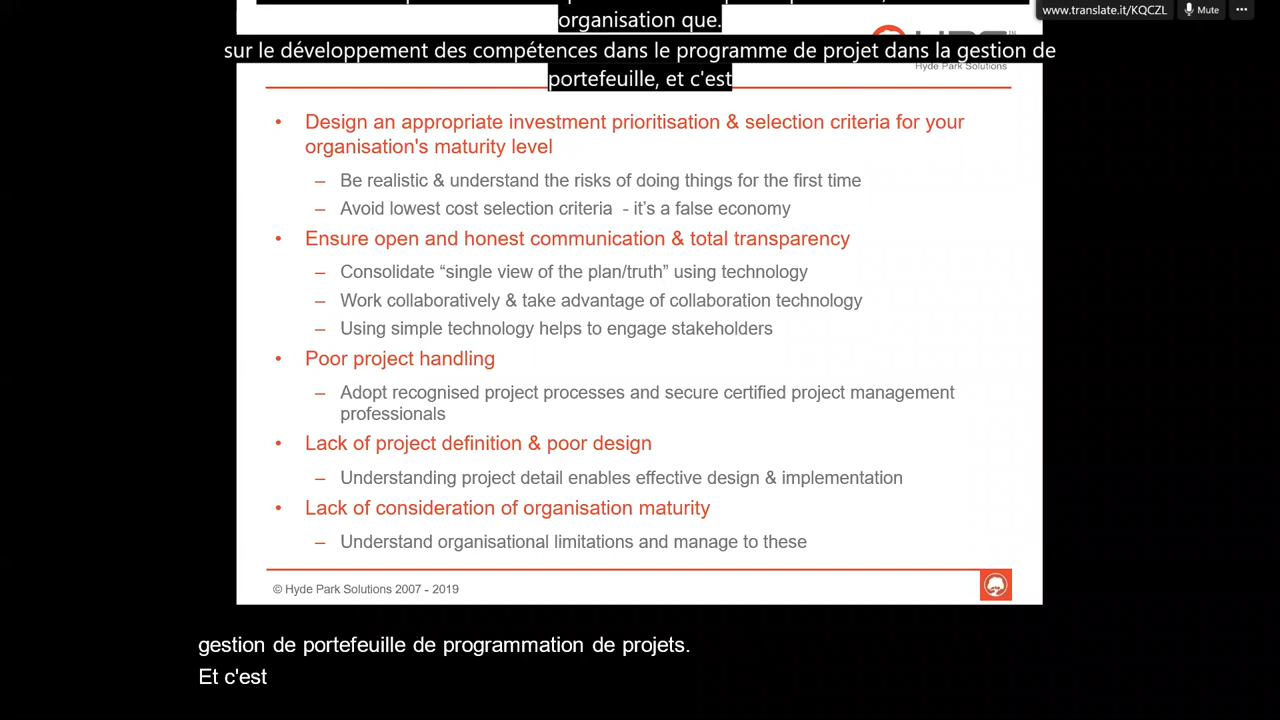 organisation que.
www.translate.it/KQCZL
Mute
sur le développement des compétences dans le programme de projet dans la gestion de
portefeuille, et c'est
Hyde Park Solutions
• Design an appropriate investment prioritisation & selection criteria for your
organisation's maturity level
– Be realistic & understand the risks of doing things for the first time
– Avoid lowest cost selection criteria - it's a false economy
• Ensure open and honest communication & total transparency
– Consolidate “single view of the plan/truth” using technology
– Work collaboratively & take advantage of collaboration technology
– Using simple technology helps to engage stakeholders
• Poor project handling
– Adopt recognised project processes and secure certified project management
professionals
• Lack of project definition & poor design
– Understanding project detail enables effective design & implementation
• Lack of consideration of organisation maturity
– Understand organisational limitations and manage to these
© Hyde Park Solutions 2007 - 2019
gestion de portefeuille de programmation de projets.
Et c'est